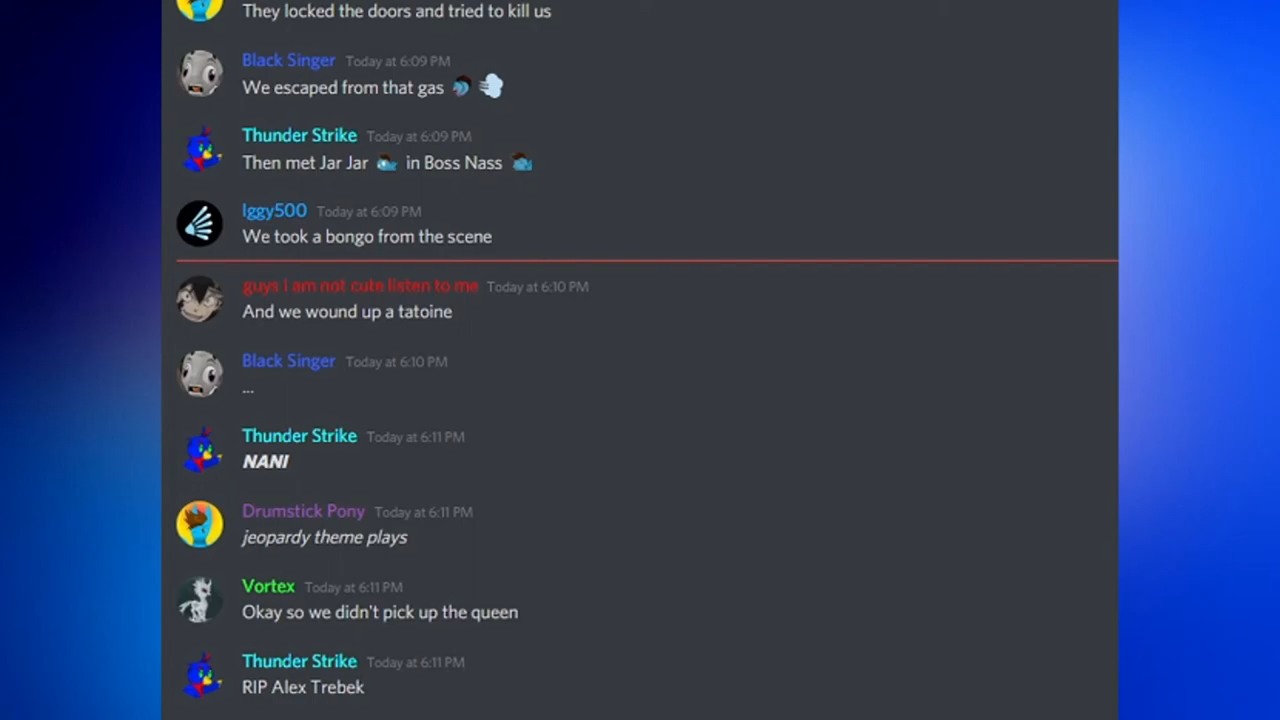 They locked the doors and tried to kill us
Black Singer Today at 6:09 PM
We escaped from that gas
Thunder Strike Today at 6:09 PM
Then met Jar Jar in Boss Nass
Iggy500 Today at 6:09 PM
We took a bongo from the scene
guys i am not cute listen to me Today at 6:10 PM
And we wound up a tatoine
Black Singer Today at 6:10 PM
...
Thunder Strike Today at 6:11 PM
NANI
Drumstick Pony Today at 6:11 PM
jeopardy theme plays
Vortex Today at 6:11 PM
Okay so we didn't pick up the queen
Thunder Strike Today at 6:11 PM
RIP Alex Trebek